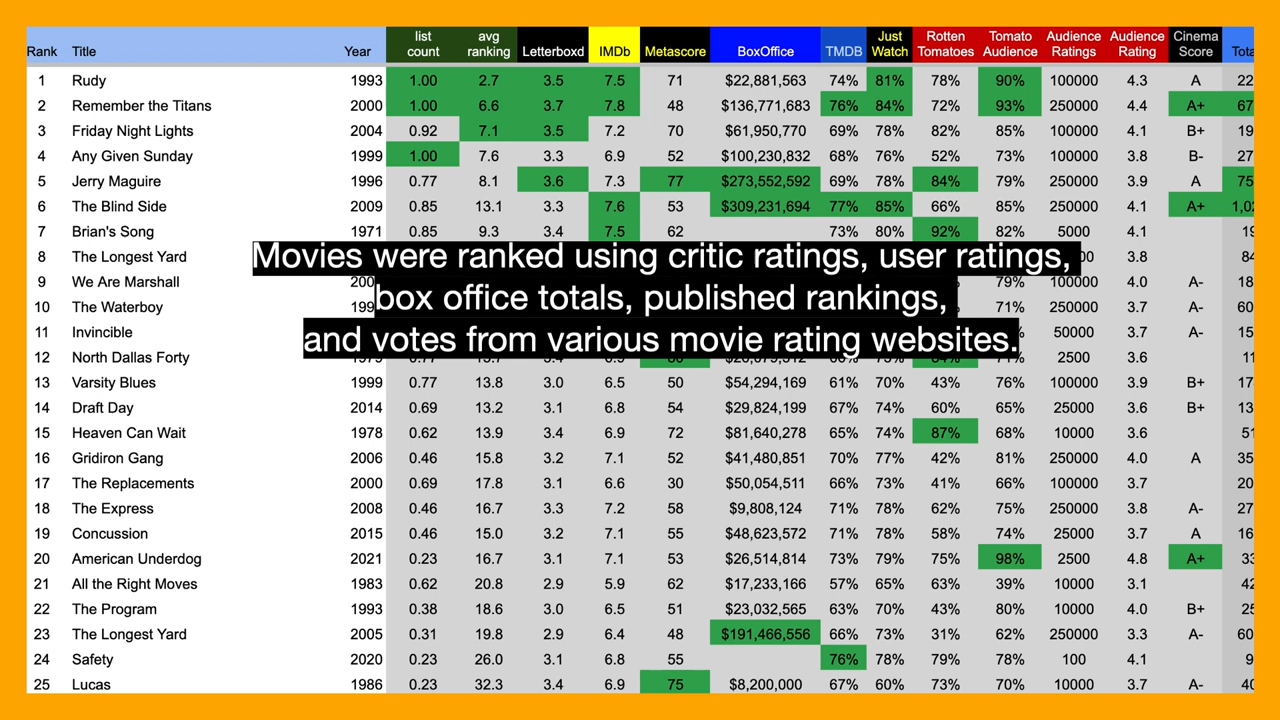 Rank Title Year list count avg ranking Letterboxd IMDb Metascore BoxOffice TMDB Just Watch Rotten Tomatoes Tomato Audience Audience Ratings Audience Rating Cinema Score
1 Rudy 1993 1.00 2.7 3.5 7.5 71 $22,881,563 74% 81% 78% 90% 100000 4.3 A
2 Remember the Titans 2000 1.00 6.6 3.7 7.8 48 $136,771,683 76% 84% 72% 93% 250000 4.4 A+
3 Friday Night Lights 2004 0.92 7.1 3.5 7.2 70 $61,950,770 69% 78% 82% 85% 100000 4.1 B+
4 Any Given Sunday 1999 1.00 7.6 3.3 6.9 52 $100,230,832 68% 76% 52% 73% 100000 3.8 B-
5 Jerry Maguire 1996 0.77 8.1 3.6 7.3 77 $273,552,592 69% 78% 84% 79% 250000 3.9 A
6 The Blind Side 2009 0.85 13.1 3.3 7.6 53 $309,231,694 77% 85% 66% 85% 250000 4.1 A+
7 Brian's Song 1971 0.85 9.3 3.4 7.5 62 73% 80% 92% 82% 5000 4.1
8 The Longest Yard 3.8
Movies were ranked using critic ratings, user ratings,
9 We Are Marshall 79% 100000 4.0 A-
box office totals, published rankings,
10 The Waterboy 71% 250000 3.7 A-
11 Invincible 50000 3.7 A-
and votes from various movie rating websites.
12 North Dallas Forty 2500 3.6
13 Varsity Blues 1999 0.77 13.8 3.0 6.5 50 $54,294,169 61% 70% 43% 76% 100000 3.9 B+
14 Draft Day 2014 0.69 13.2 3.1 6.8 54 $29,824,199 67% 74% 60% 65% 25000 3.6 B+
15 Heaven Can Wait 1978 0.62 13.9 3.4 6.9 72 $81,640,278 65% 74% 87% 68% 10000 3.6
16 Gridiron Gang 2006 0.46 15.8 3.2 7.1 52 $41,480,851 70% 77% 42% 81% 250000 4.0 A
17 The Replacements 2000 0.69 17.8 3.1 6.6 30 $50,054,511 66% 73% 41% 66% 100000 3.7
18 The Express 2008 0.46 16.7 3.3 7.2 58 $9,808,124 71% 78% 62% 75% 250000 3.8 A-
19 Concussion 2015 0.46 15.0 3.2 7.1 55 $48,623,572 71% 78% 58% 74% 25000 3.7 A
20 American Underdog 2021 0.23 16.7 3.1 7.1 53 $26,514,814 73% 79% 75% 98% 2500 4.8 A+
21 All the Right Moves 1983 0.62 20.8 2.9 5.9 62 $17,233,166 57% 65% 63% 39% 10000 3.1
22 The Program 1993 0.38 18.6 3.0 6.5 51 $23,032,565 63% 70% 43% 80% 10000 4.0 B+
23 The Longest Yard 2005 0.31 19.8 2.9 6.4 48 $191,466,556 66% 73% 31% 62% 250000 3.3 A-
24 Safety 2020 0.23 26.0 3.1 6.8 55 76% 78% 79% 78% 100 4.1
25 Lucas 1986 0.23 32.3 3.4 6.9 75 $8,200,000 67% 60% 73% 70% 10000 3.7 A-